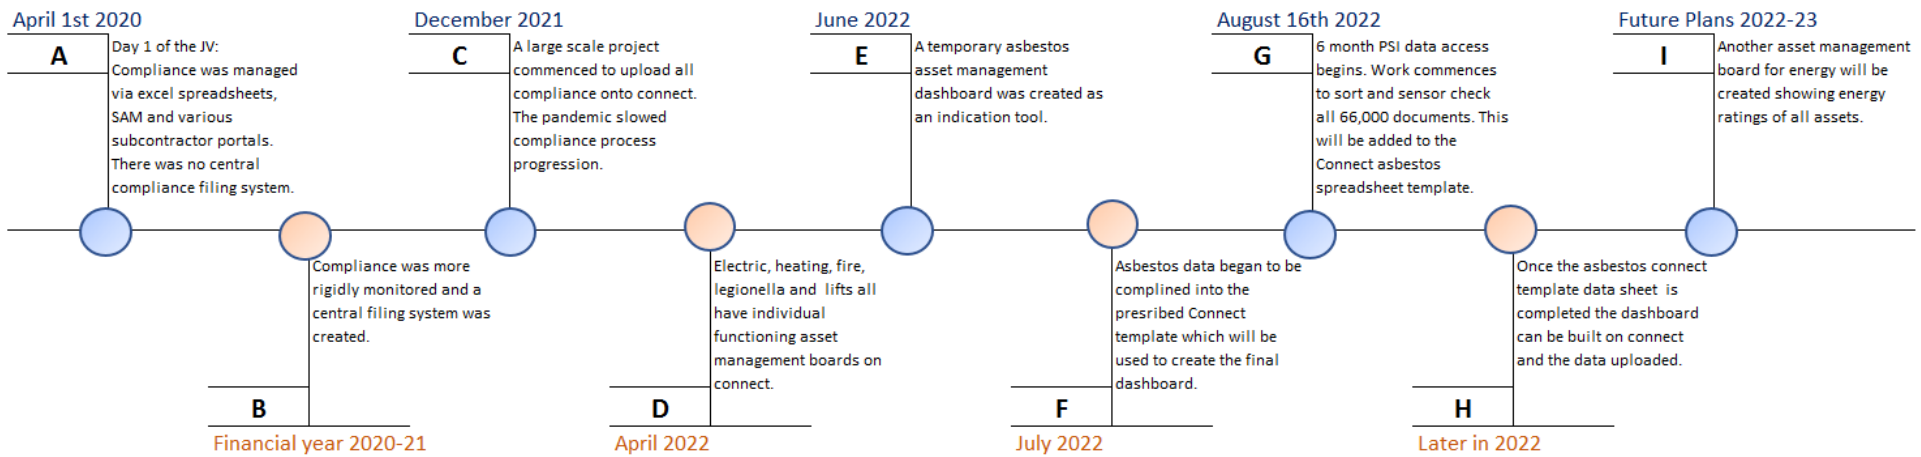 April 1st 2020
A
Day 1 of the JV:
Compliance was managed
via excel spreadsheets,
SAM and various
subcontractor portals.
There was no central
compliance filing system.
Compliance was more
rigidly monitored and a
central filing system was
created.
B
Financial year 2020-21
December 2021
C
A large scale project
commenced to upload all
compliance onto connect.
The pandemic slowed
compliance process
progression.
Electric, heating, fire,
legionella and lifts all
have individual
functioning asset
management boards on
connect.
D
April 2022
June 2022
E
A temporary asbestos
asset management
dashboard was created as
an indication tool.
Asbestos data began to be
complined into the
presribed Connect
template which will be
used to create the final
dashboard.
F
July 2022
August 16th 2022
G
6 month PSI data access
begins. Work commences
to sort and sensor check
all 66,000 documents. This
will be added to the
Connect asbestos
spreadsheet template.
Once the asbestos connect
template data sheet is
completed the dashboard
can be built on connect
and the data uploaded.
H
Later in 2022
Future Plans 2022-23
I
Another asset management
board for energy will be
created showing energy
ratings of all assets.